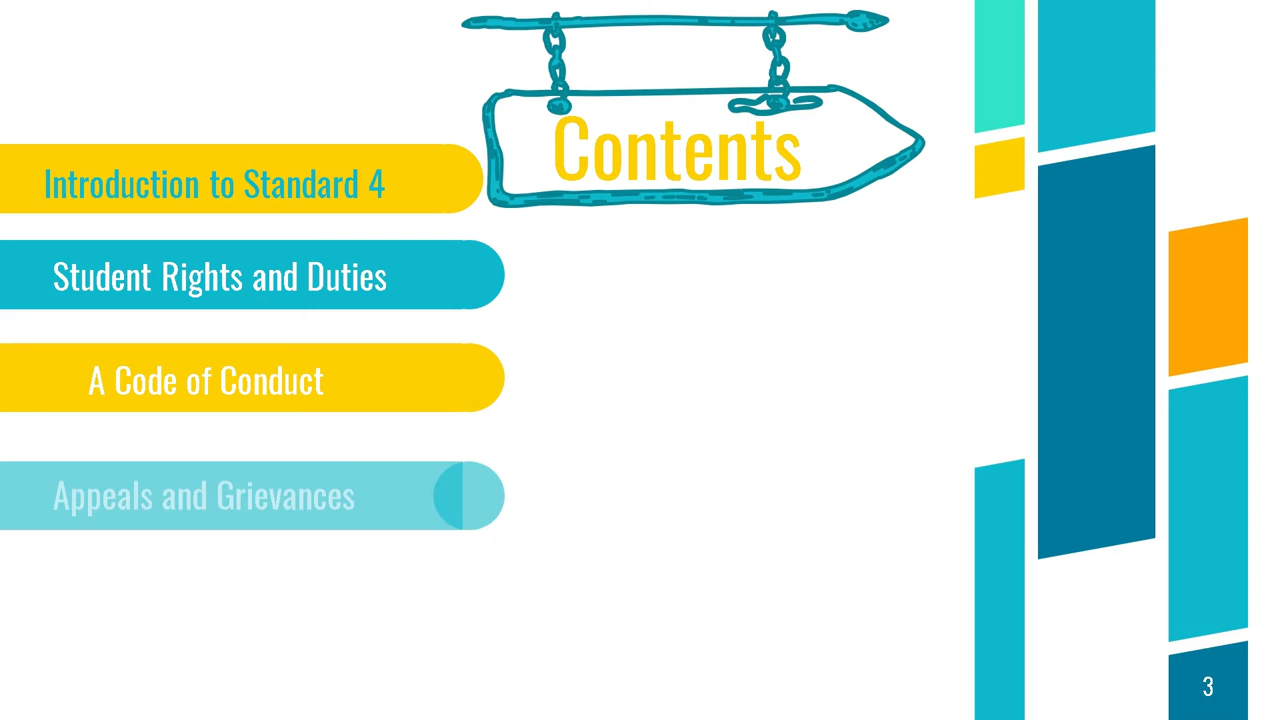 Contents
Introduction to Standard 4
Student Rights and Duties
A Code of Conduct
Appeals and Grievances
3